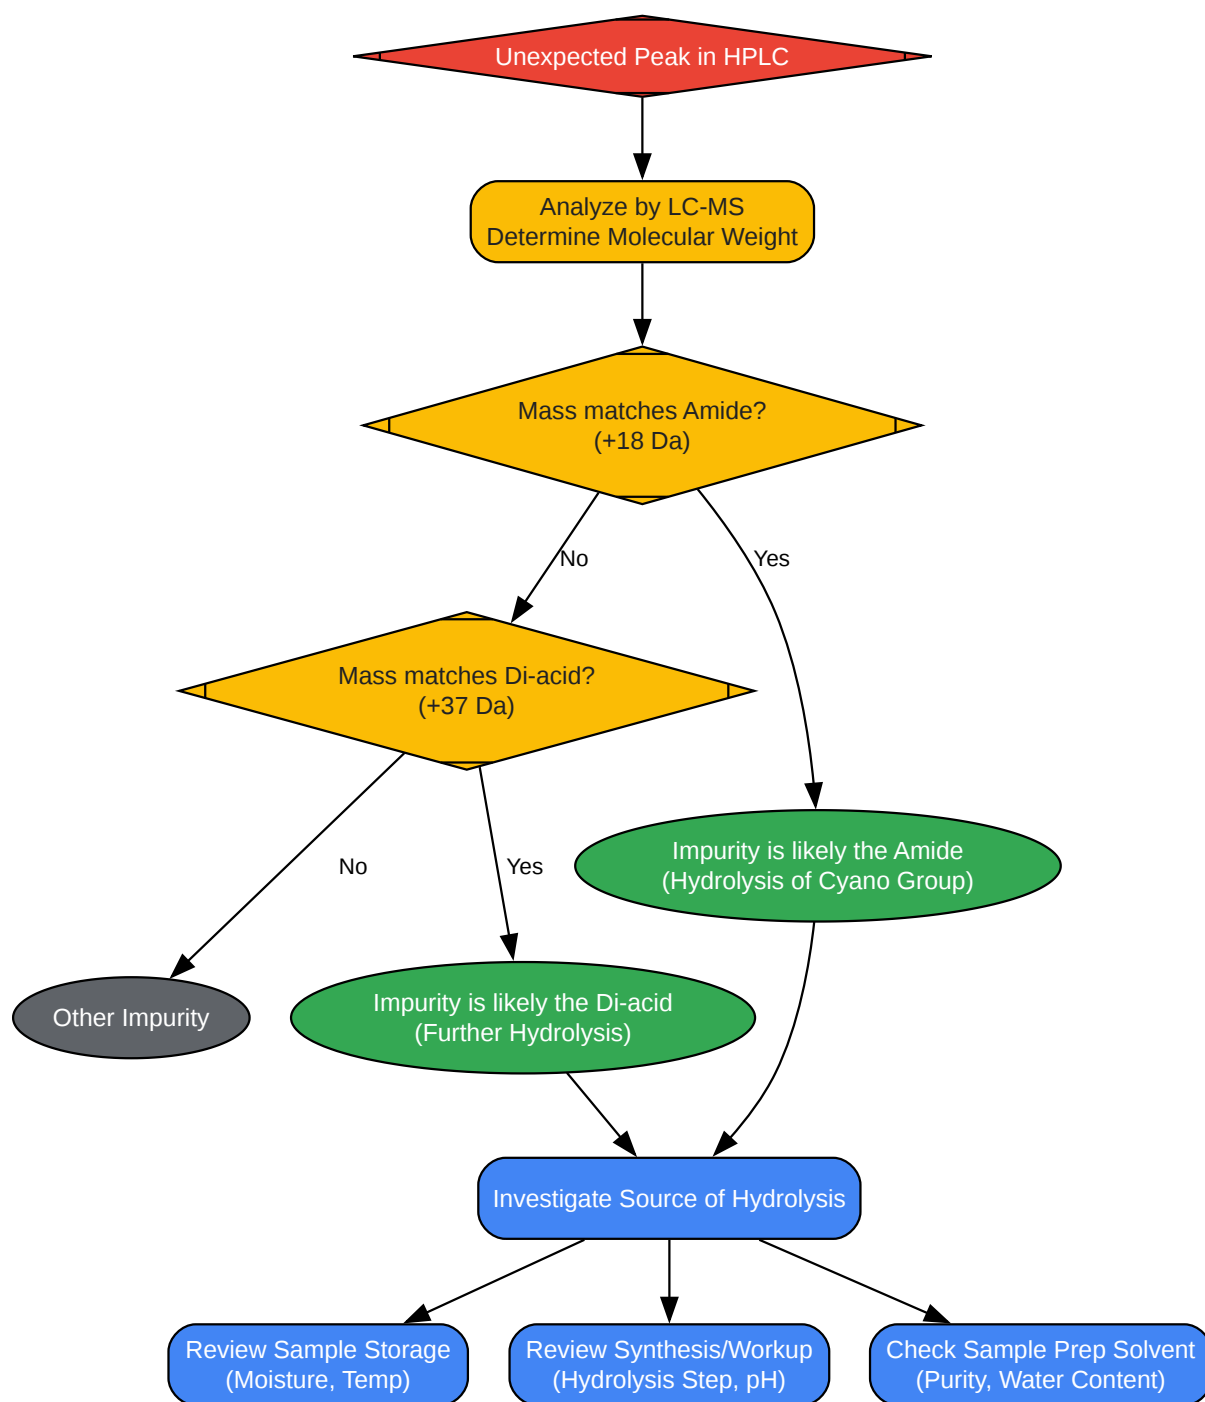 Unexpected Peak in HPLC
Analyze by LC-MS
Determine Molecular Weight
Mass matches Amide?
(+18 Da)
No
Yes
Mass matches Di-acid?
(+37 Da)
No
Yes
Impurity is likely the Amide
(Hydrolysis of Cyano Group)
Other Impurity
Impurity is likely the Di-acid
(Further Hydrolysis)
Investigate Source of Hydrolysis
Review Sample Storage
(Moisture, Temp)
Review Synthesis/Workup
(Hydrolysis Step, pH)
Check Sample Prep Solvent
(Purity, Water Content)